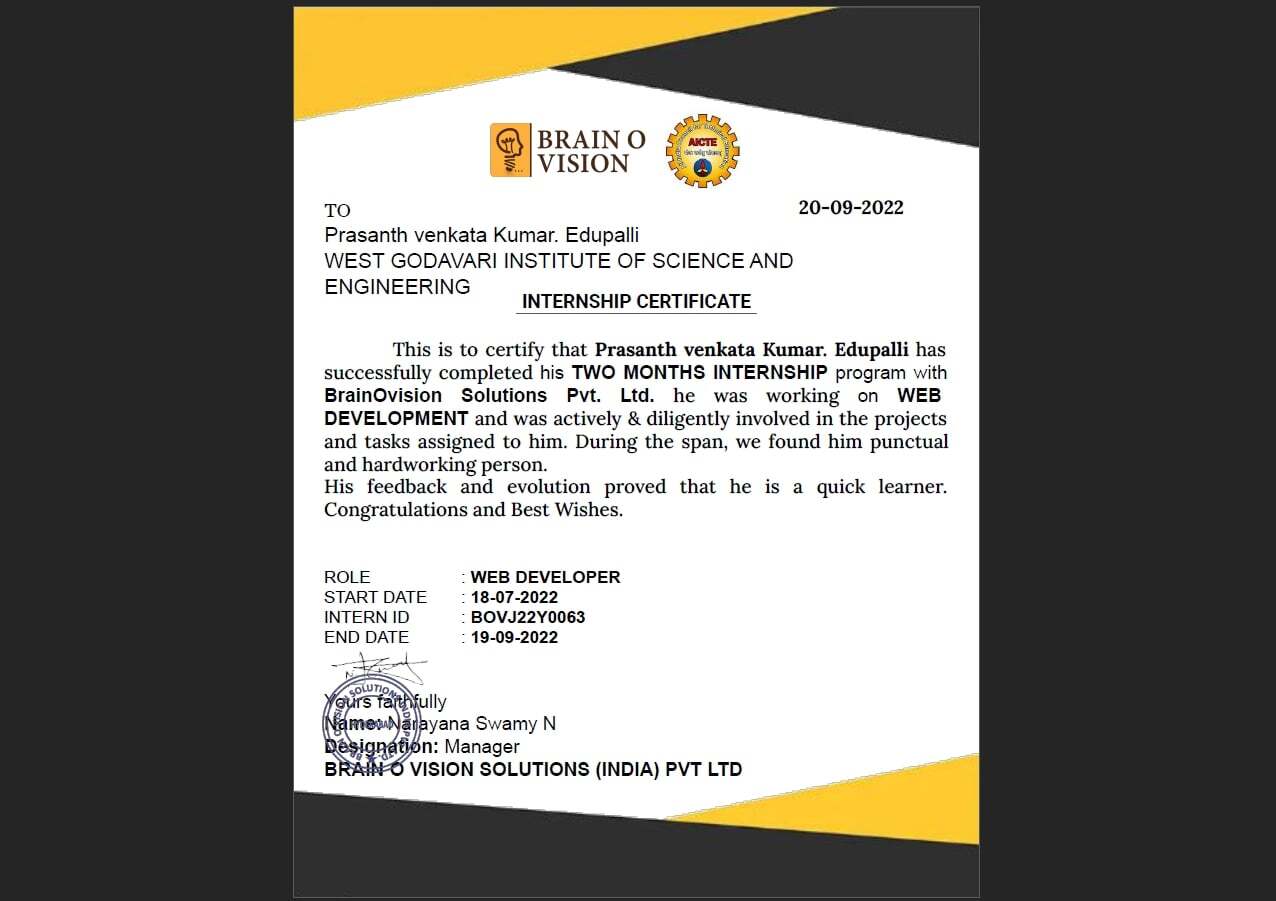 BRAIN O
VISION
AICTE
TO
20-09-2022
Prasanth venkata Kumar. Edupalli
WEST GODAVARI INSTITUTE OF SCIENCE AND
ENGINEERING
INTERNSHIP CERTIFICATE
This is to certify that Prasanth venkata Kumar. Edupalli has
successfully completed his TWO MONTHS INTERNSHIP program with
BrainOvision Solutions Pvt. Ltd. he was working on WEB
DEVELOPMENT and was actively & diligently involved in the projects
and tasks assigned to him. During the span, we found him punctual
and hardworking person.
His feedback and evolution proved that he is a quick learner.
Congratulations and Best Wishes.
ROLE : WEB DEVELOPER
START DATE : 18-07-2022
INTERN ID : BOVJ22Y0063
END DATE : 19-09-2022
Yours faithfully
Name: Narayana Swamy N
Designation: Manager
BRAIN O VISION SOLUTIONS (INDIA) PVT LTD